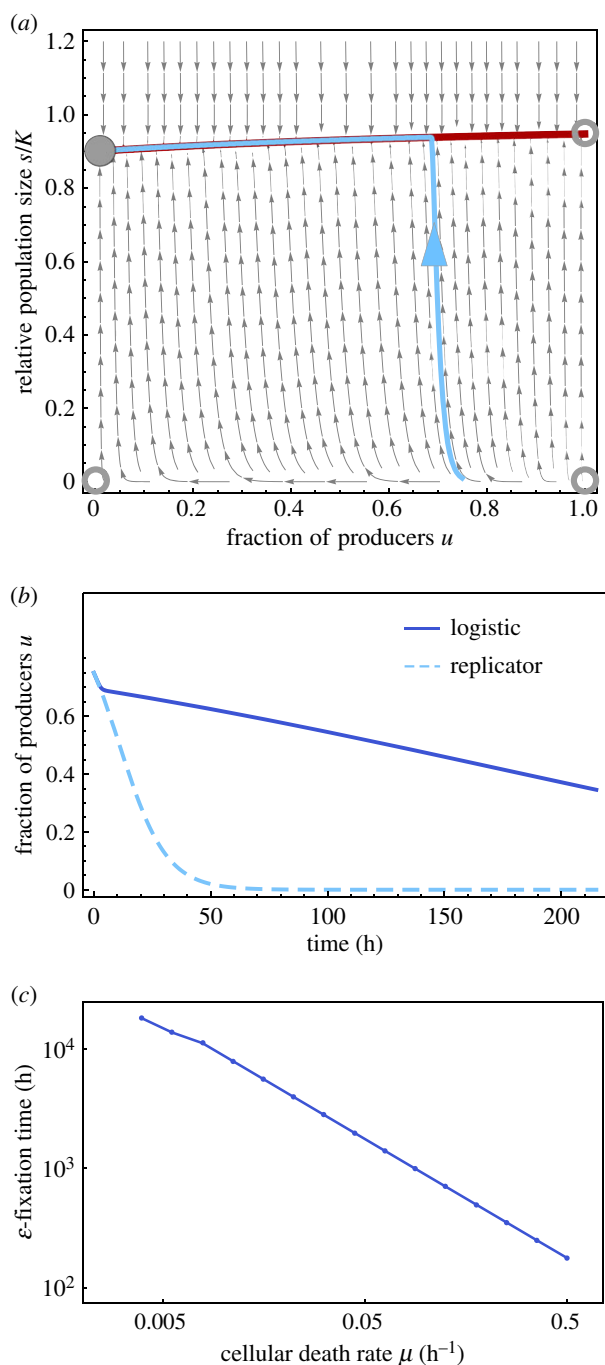 (a)
1.2
1.0
0.8
0.6
0.4
0.2
0
relative population size s/K
0 0.2 0.4 0.6 0.8 1.0
fraction of producers u
(b)
logistic
replicator
0.6
0.4
0.2
0
fraction of producers u
0 50 100 150 200
time (h)
(c)
10⁴
10³
10²
ε-fixation time (h)
0.005 0.05 0.5
cellular death rate μ (h⁻¹)